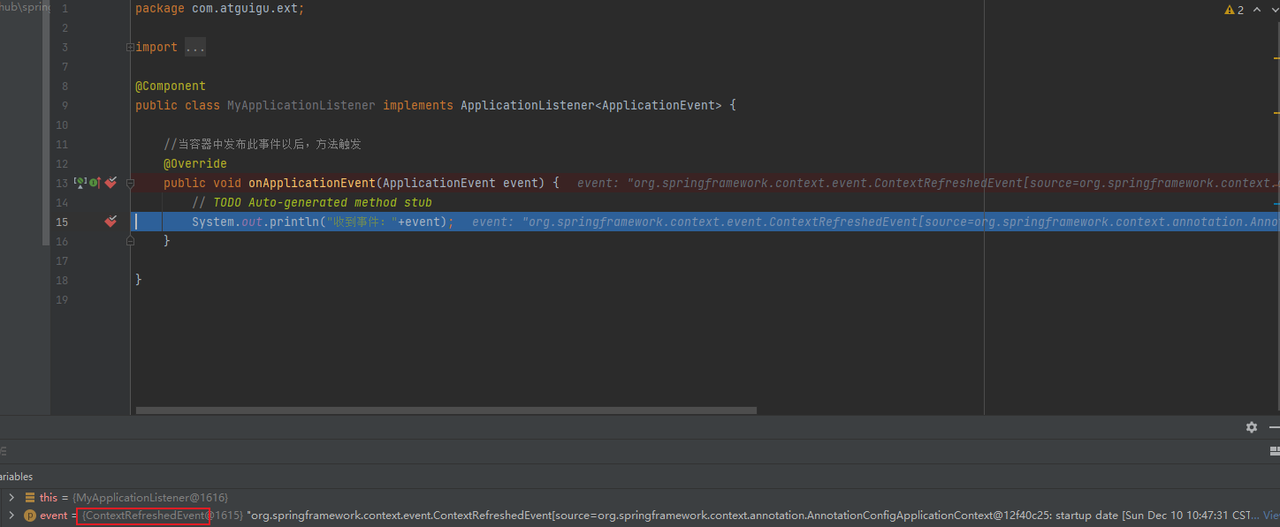 hub\spring
1 package com.atguigu.ext;
2
3 import ...
7
8 @Component
9 public class MyApplicationListener implements ApplicationListener<ApplicationEvent> {
10
11 //当容器中发布此事件以后，方法触发
12 @Override
13 public void onApplicationEvent(ApplicationEvent event) { event: "org.springframework.context.event.ContextRefreshedEvent[source=org.springframework.context.
14 // TODO Auto-generated method stub
15 System.out.println("收到事件："+event); event: "org.springframework.context.event.ContextRefreshedEvent[source=org.springframework.context.annotation.Anno
16 }
17
18 }
19
2
ariables
this = {MyApplicationListener@1616}
event = {ContextRefreshedEvent@1615} "org.springframework.context.event.ContextRefreshedEvent[source=org.springframework.context.annotation.AnnotationConfigApplicationContext@12f40c25: startup date [Sun Dec 10 10:47:31 CST... View